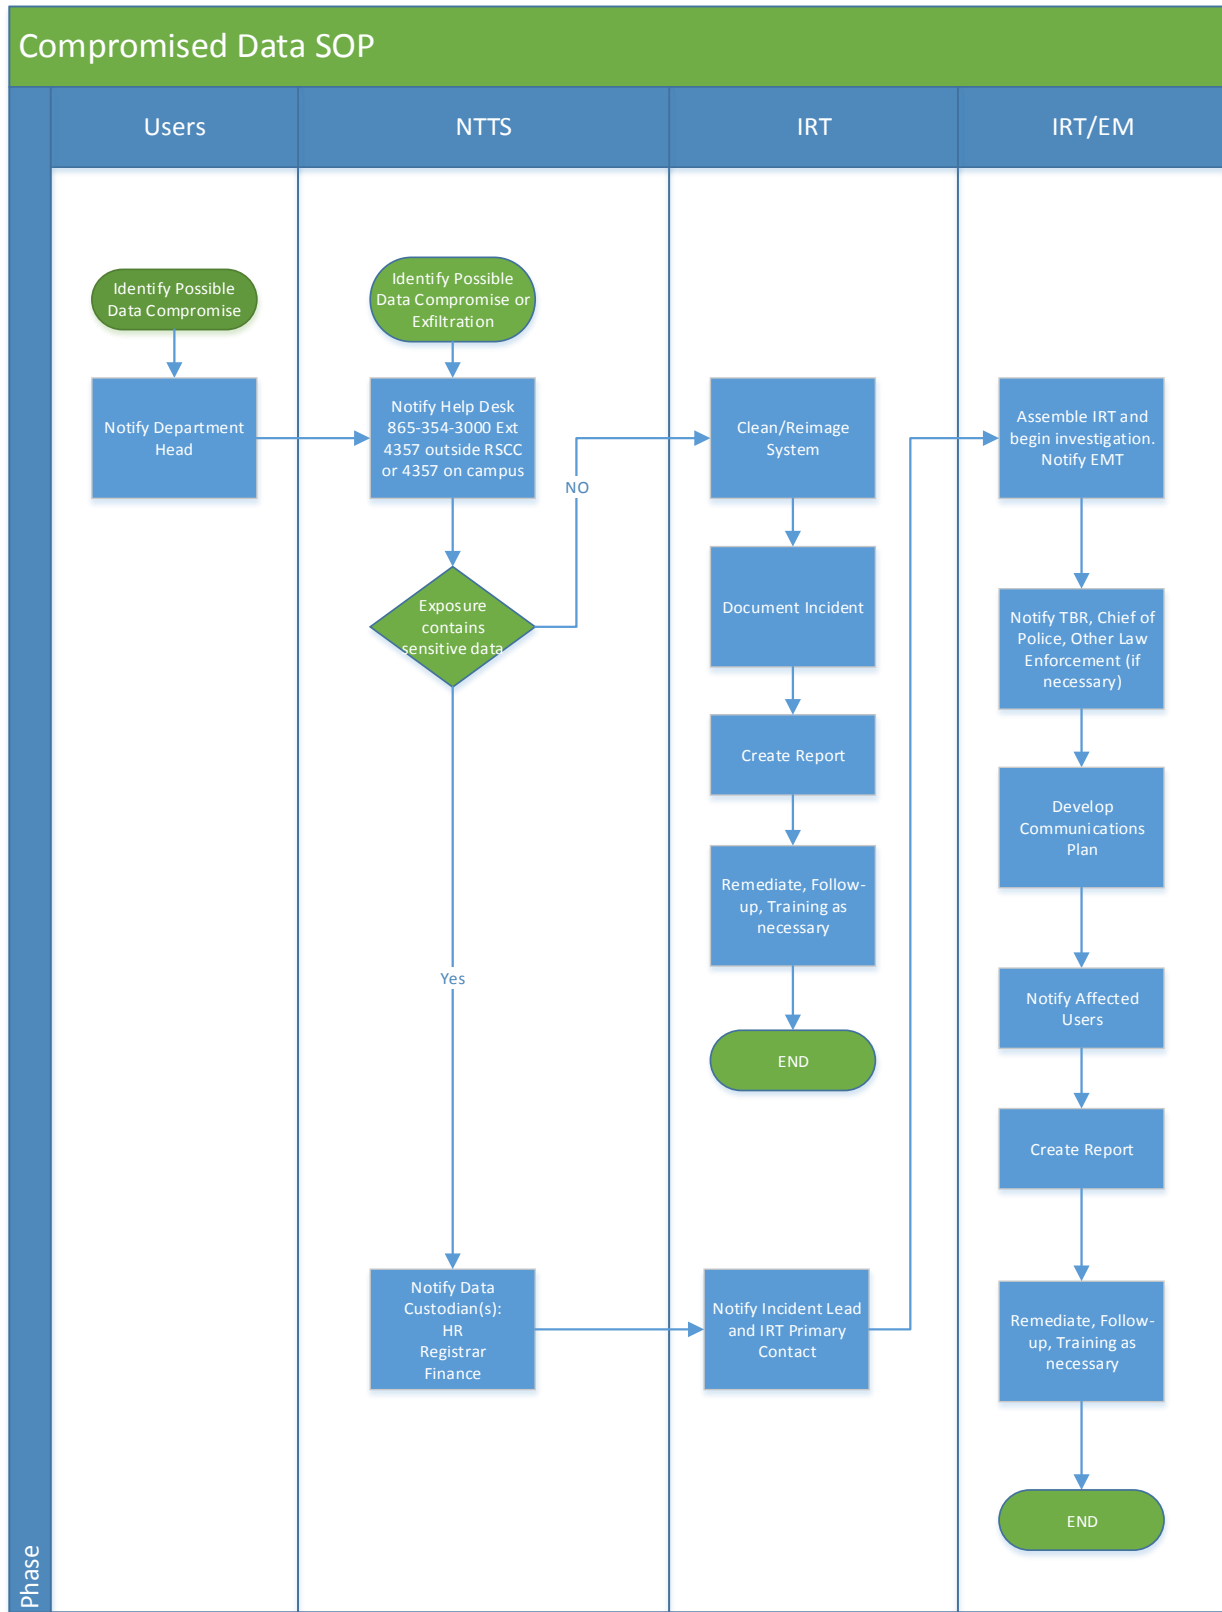 Compromised Data SOP
Users
NTTS
IRT
IRT/EM
Phase
Identify Possible
Data Compromise
Notify Department
Head
Identify Possible
Data Compromise or
Exfiltration
Notify Help Desk
865-354-3000 Ext
4357 outside RSCC
or 4357 on campus
Exposure
contains
sensitive data
NO
Yes
Notify Data
Custodian(s):
HR
Registrar
Finance
Clean/Reimage
System
Document Incident
Create Report
Remediate, Follow-
up, Training as
necessary
END
Notify Incident Lead
and IRT Primary
Contact
Assemble IRT and
begin investigation.
Notify EMT
Notify TBR, Chief of
Police, Other Law
Enforcement (if
necessary)
Develop
Communications
Plan
Notify Affected
Users
Create Report
Remediate, Follow-
up, Training as
necessary
END